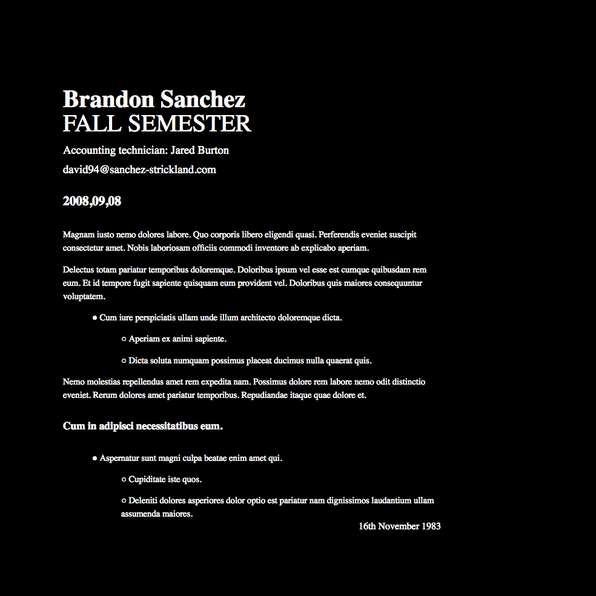 Brandon Sanchez
FALL SEMESTER
Accounting technician: Jared Burton
david94@sanchez-strickland.com
2008,09,08
Magnam iusto nemo dolores labore. Quo corporis libero eligendi quasi. Perferendis eveniet suscipit
consectetur amet. Nobis laboriosam officiis commodi inventore ab explicabo aperiam.
Delectus totam pariatur temporibus doloremque. Doloribus ipsum vel esse est cumque quibusdam rem
eum. Et id tempore fugit sapiente quisquam eum provident vel. Doloribus quis maiores consequuntur
voluptatem.
● Cum iure perspiciatis ullam unde illum architecto doloremque dicta.
○ Aperiam ex animi sapiente.
○ Dicta soluta numquam possimus placeat ducimus nulla quaerat quis.
Nemo molestias repellendus amet rem expedita nam. Possimus dolore rem labore nemo odit distinctio
eveniet. Rerum dolores amet pariatur temporibus. Repudiandae itaque quae dolore et.
Cum in adipisci necessitatibus eum.
● Aspernatur sunt magni culpa beatae enim amet qui.
○ Cupiditate iste quos.
○ Deleniti dolores asperiores dolor optio est pariatur nam dignissimos laudantium ullam
assumenda maiores.
16th November 1983